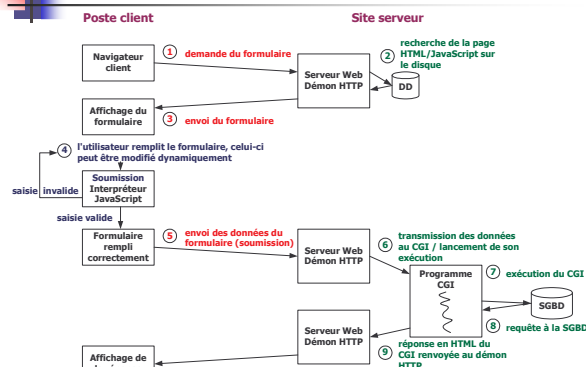 Poste client
Site serveur
Navigateur
client
1 demande du formulaire
Serveur Web
Démon HTTP
2 recherche de la page
HTML/JavaScript sur
le disque
DD
Affichage du
formulaire
3 envoi du formulaire
4 l'utilisateur remplit le formulaire, celui-ci
peut être modifié dynamiquement
Soumission
Interpréteur
JavaScript
saisie invalide
saisie valide
Formulaire
rempli
correctement
5 envoi des données du
formulaire (soumission)
Serveur Web
Démon HTTP
6 transmission des données
au CGI / lancement de son
exécution
Programme
CGI
7 exécution du CGI
SGBD
8 requête à la SGBD
Serveur Web
Démon HTTP
9 réponse en HTML du
CGI renvoyée au démon
HTTP
Affichage de